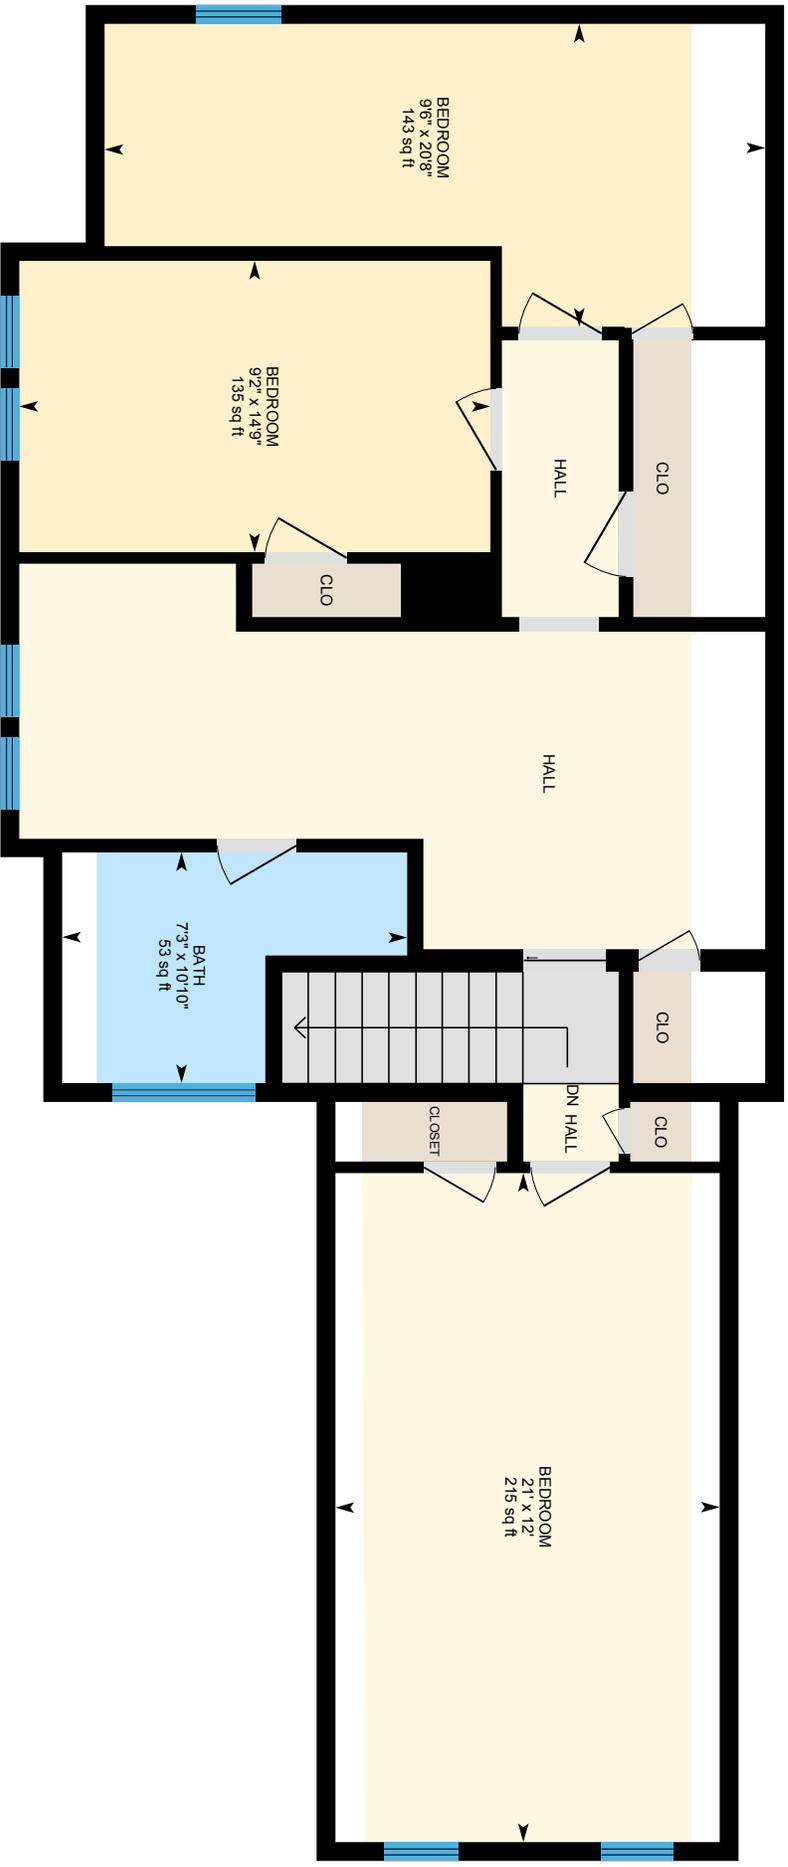 BEDROOM
9'6" x 20'8"
143 sq ft
BEDROOM
9'2" x 14'9"
135 sq ft
HALL
CLO
CLO
HALL
BATH
7'3" x 10'10"
53 sq ft
CLO
DN
HALL
CLOSET
CLO
BEDROOM
21' x 12'
215 sq ft